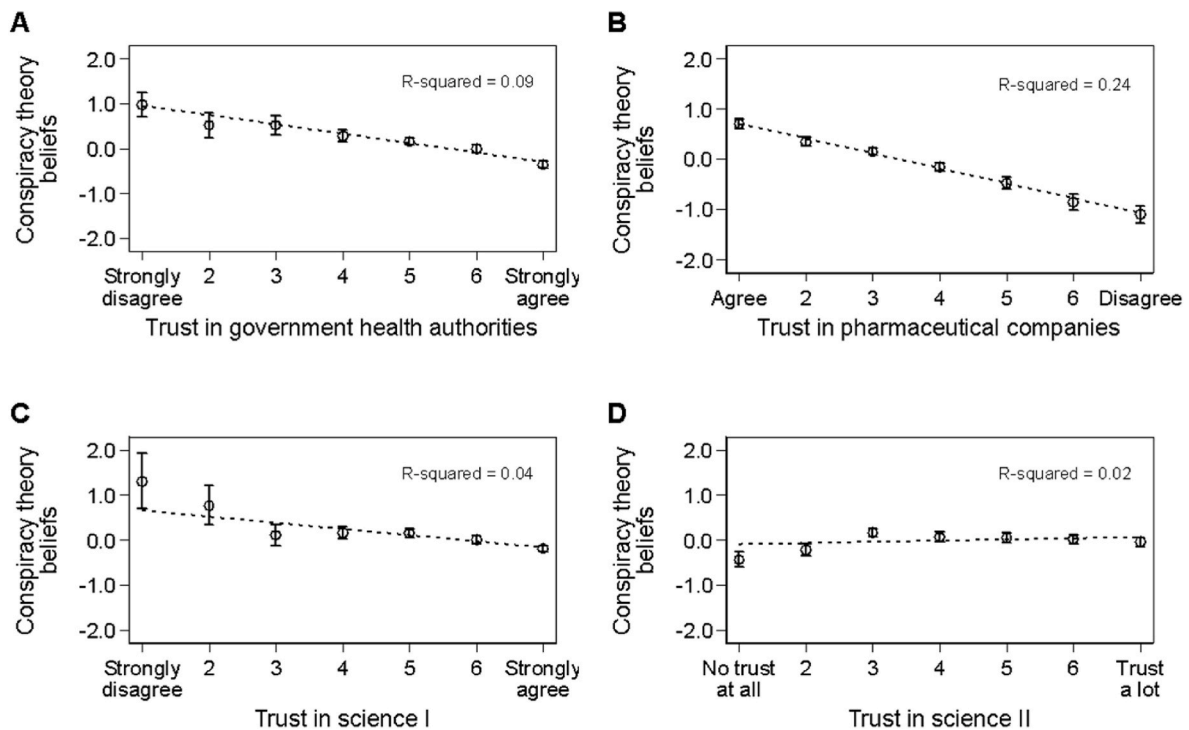 A
Conspiracy theory
beliefs
2.0
1.0
0.0
-1.0
-2.0
R-squared = 0.09
Strongly
disagree
2
3
4
5
6
Strongly
agree
Trust in government health authorities
B
Conspiracy theory
beliefs
2.0
1.0
0.0
-1.0
-2.0
R-squared = 0.24
Agree
2
3
4
5
6
Disagree
Trust in pharmaceutical companies
C
Conspiracy theory
beliefs
2.0
1.0
0.0
-1.0
-2.0
R-squared = 0.04
Strongly
disagree
2
3
4
5
6
Strongly
agree
Trust in science I
D
Conspiracy theory
beliefs
2.0
1.0
0.0
-1.0
-2.0
R-squared = 0.02
No trust
at all
2
3
4
5
6
Trust
a lot
Trust in science II